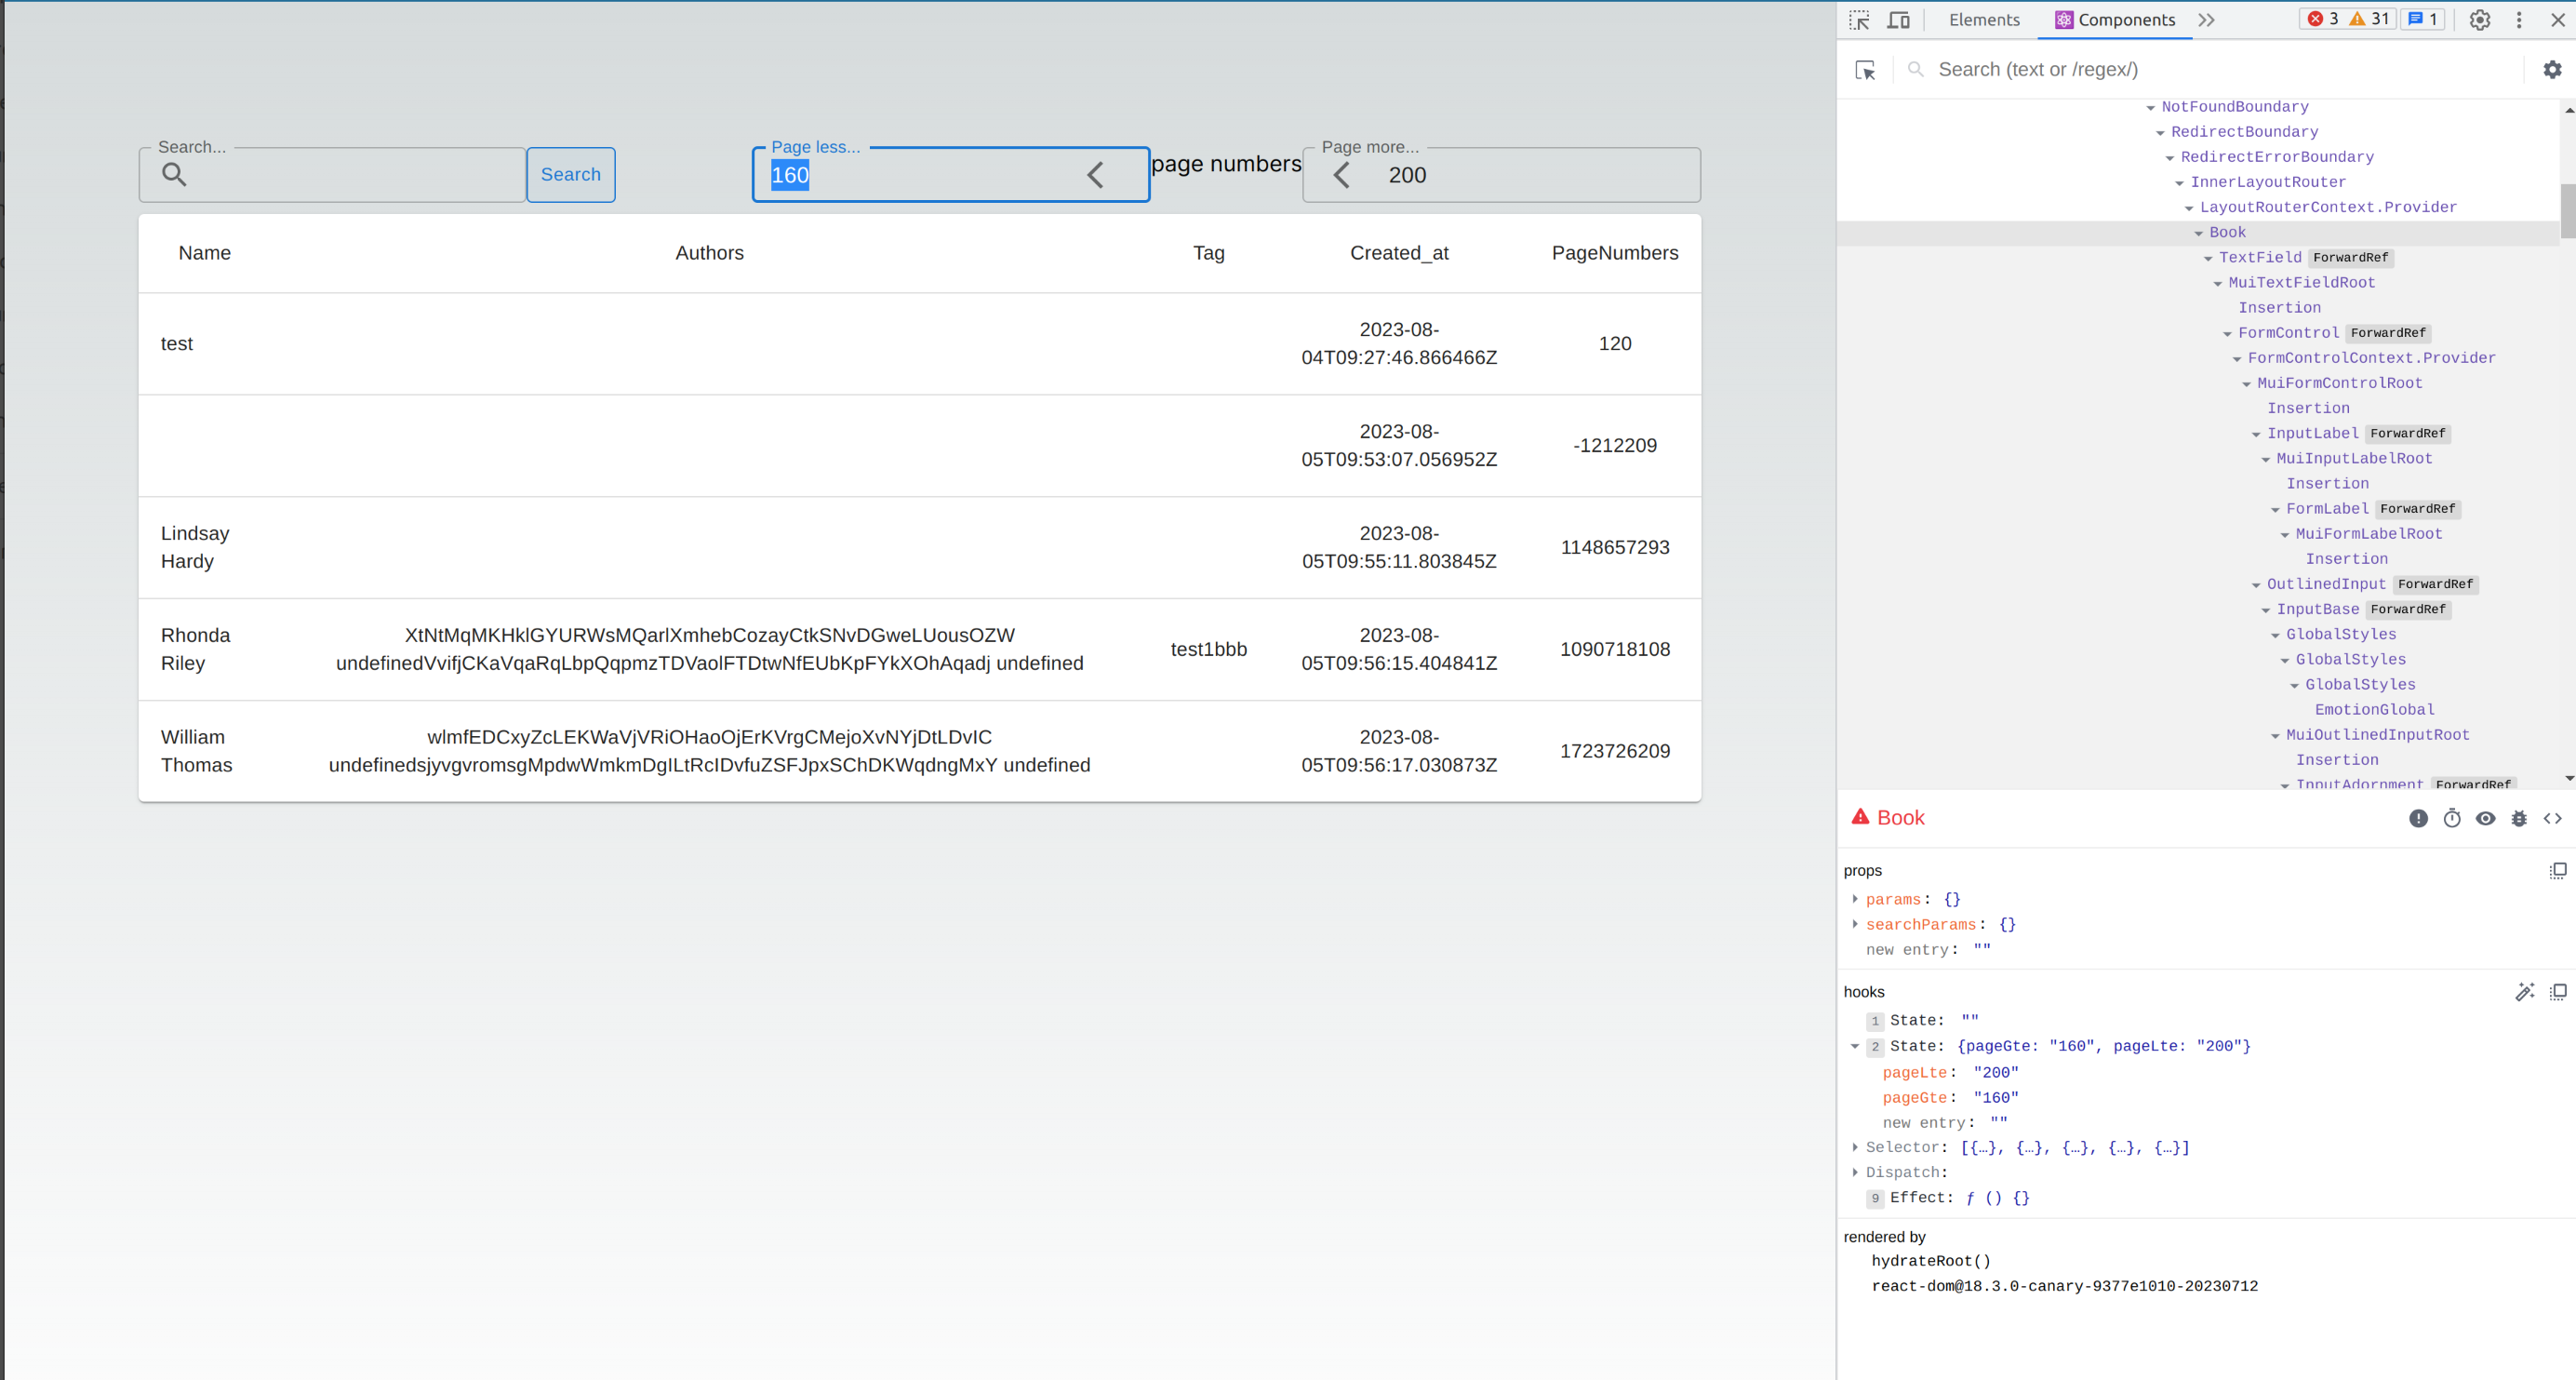 Search...
Search
Page less...
160
page numbers
Page more...
200
Name Authors Tag Created_at PageNumbers
test 2023-08-04T09:27:46.866466Z 120
2023-08-05T09:53:07.056952Z -1212209
Lindsay Hardy 2023-08-05T09:55:11.803845Z 1148657293
Rhonda Riley XtNtMqMKHklGYURWsMQarlXmhebCozayCtkSNvDGweLUousOZW undefinedVvifjCKaVqaRqLbpQqpmzTDVaolFTDtwNfEUbKpFYkXOhAqadj undefined test1bbb 2023-08-05T09:56:15.404841Z 1090718108
William Thomas wlmfEDCxyZcLEKWaVjVRiOHaoOjErKVrgCMejoXvNYjDtLDvIC undefinedsjyvgvromsgMpdwWmkmDgILtRcIDvfuZSFJpxSChDKWqdngMxY undefined 2023-08-05T09:56:17.030873Z 1723726209
Elements Components 3 31 1
Search (text or /regex/)
NotFoundBoundary
RedirectBoundary
RedirectErrorBoundary
InnerLayoutRouter
LayoutRouterContext.Provider
Book
TextField ForwardRef
MuiTextFieldRoot
Insertion
FormControl ForwardRef
FormControlContext.Provider
MuiFormControlRoot
Insertion
InputLabel ForwardRef
MuiInputLabelRoot
Insertion
FormLabel ForwardRef
MuiFormLabelRoot
Insertion
OutlinedInput ForwardRef
InputBase ForwardRef
GlobalStyles
GlobalStyles
GlobalStyles
EmotionGlobal
MuiOutlinedInputRoot
Insertion
InputAdornment ForwardRef
Book
props
params: {}
searchParams: {}
new entry: ""
hooks
1 State: ""
2 State: {pageGte: "160", pageLte: "200"}
pageLte: "200"
pageGte: "160"
new entry: ""
Selector: [{…}, {…}, {…}, {…}, {…}]
Dispatch:
9 Effect: ƒ () {}
rendered by
hydrateRoot()
react-dom@18.3.0-canary-9377e1010-20230712